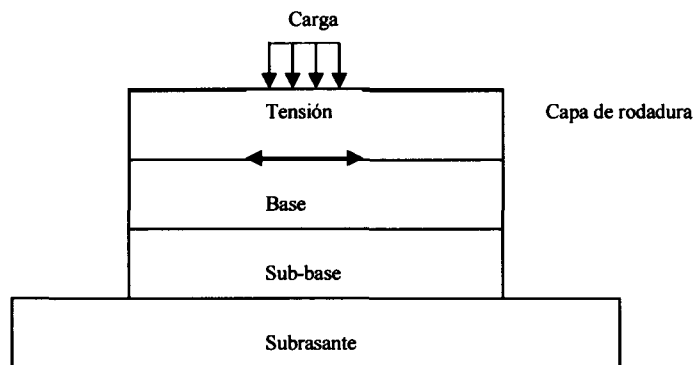 Carga
Tensión
Capa de rodadura
Base
Sub-base
Subrasante